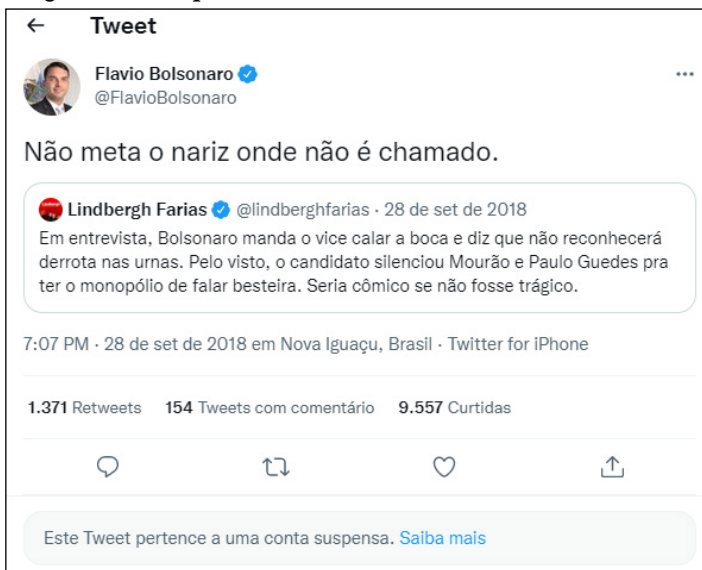 ← Tweet
Flavio Bolsonaro
@FlavioBolsonaro
Não meta o nariz onde não é chamado.
Lindbergh Farias @lindberghfarias · 28 de set de 2018
Em entrevista, Bolsonaro manda o vice calar a boca e diz que não reconhecerá
derrota nas urnas. Pelo visto, o candidato silenciou Mourão e Paulo Guedes pra
ter o monopólio de falar besteira. Seria cômico se não fosse trágico.
7:07 PM · 28 de set de 2018 em Nova Iguaçu, Brasil · Twitter for iPhone
1.371 Retweets 154 Tweets com comentário 9.557 Curtidas
Este Tweet pertence a uma conta suspensa. Saiba mais